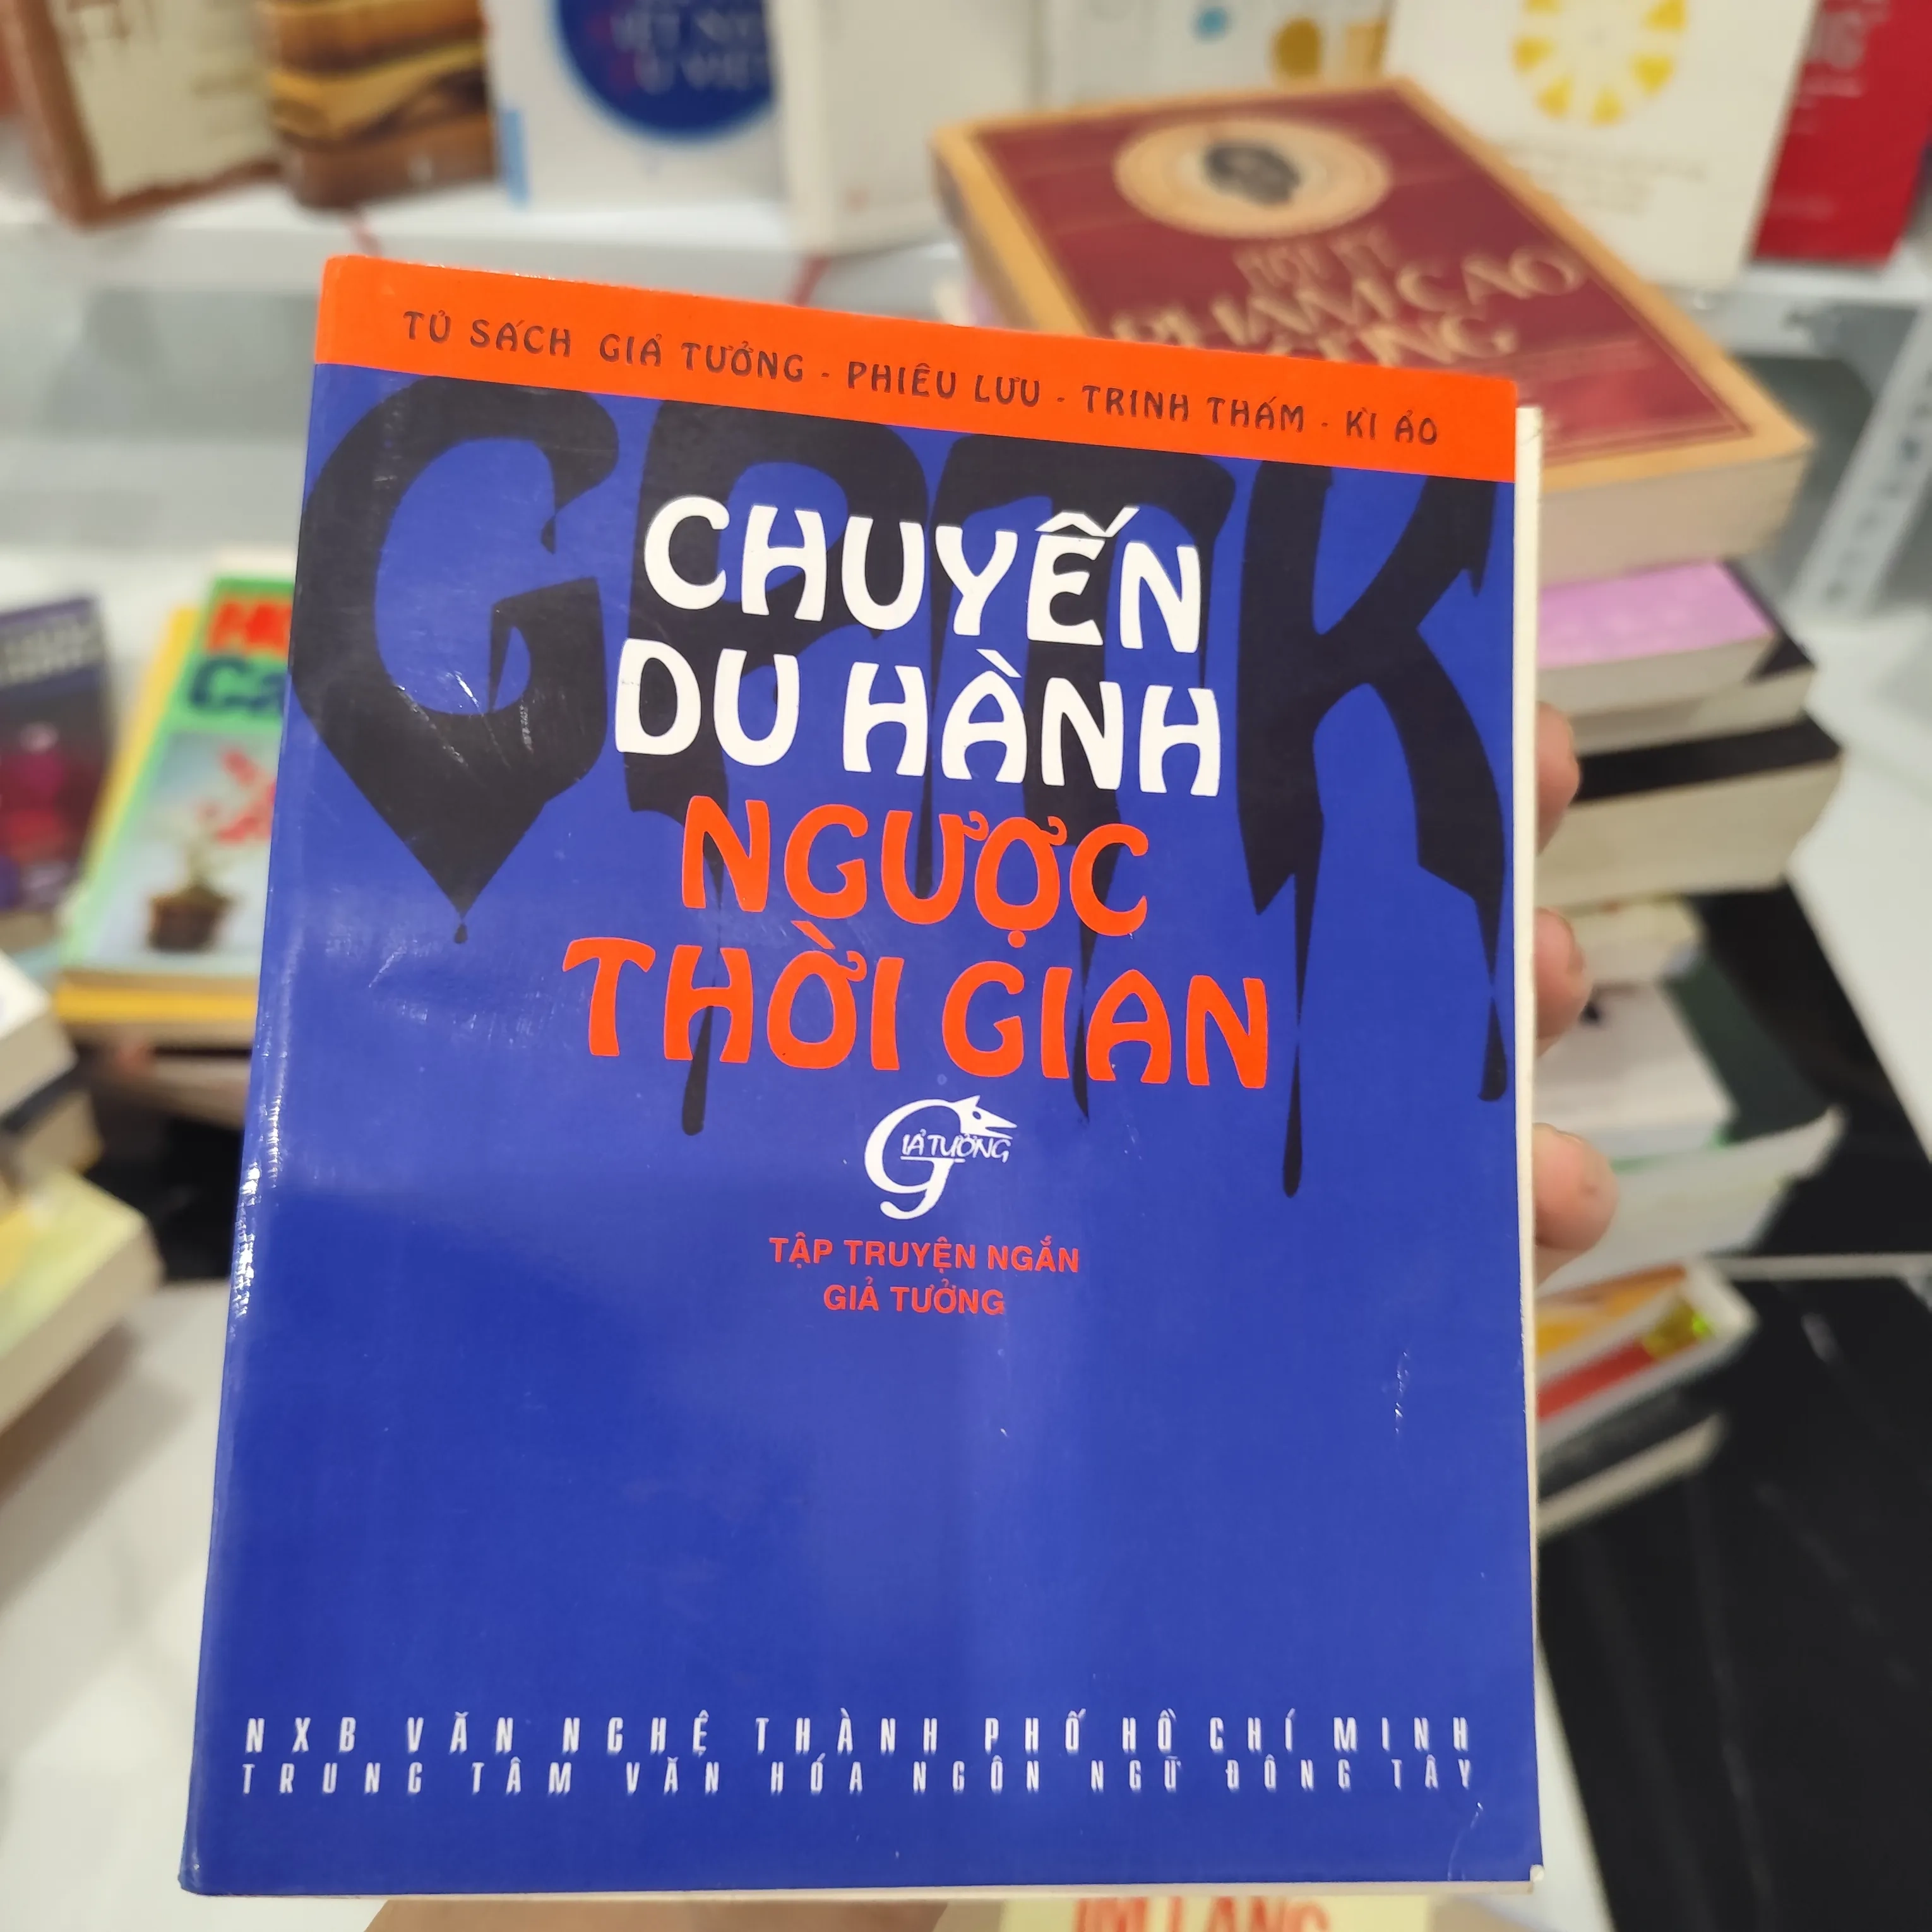 TỦ SÁCH GIẢ TƯỞNG - PHIÊU LƯU - TRINH THÁM - KÌ ẢO
CHUYẾN
DU HÀNH
NGƯỢC
THỜI GIAN
GIẢ TƯỞNG
TẬP TRUYỆN NGẮN
GIẢ TƯỞNG
NXB VĂN NGHỆ THÀNH PHỐ HỒ CHÍ MINH
TRUNG TÂM VĂN HÓA NGÔN NGỮ ĐÔNG TÂY
PHẠM CAO